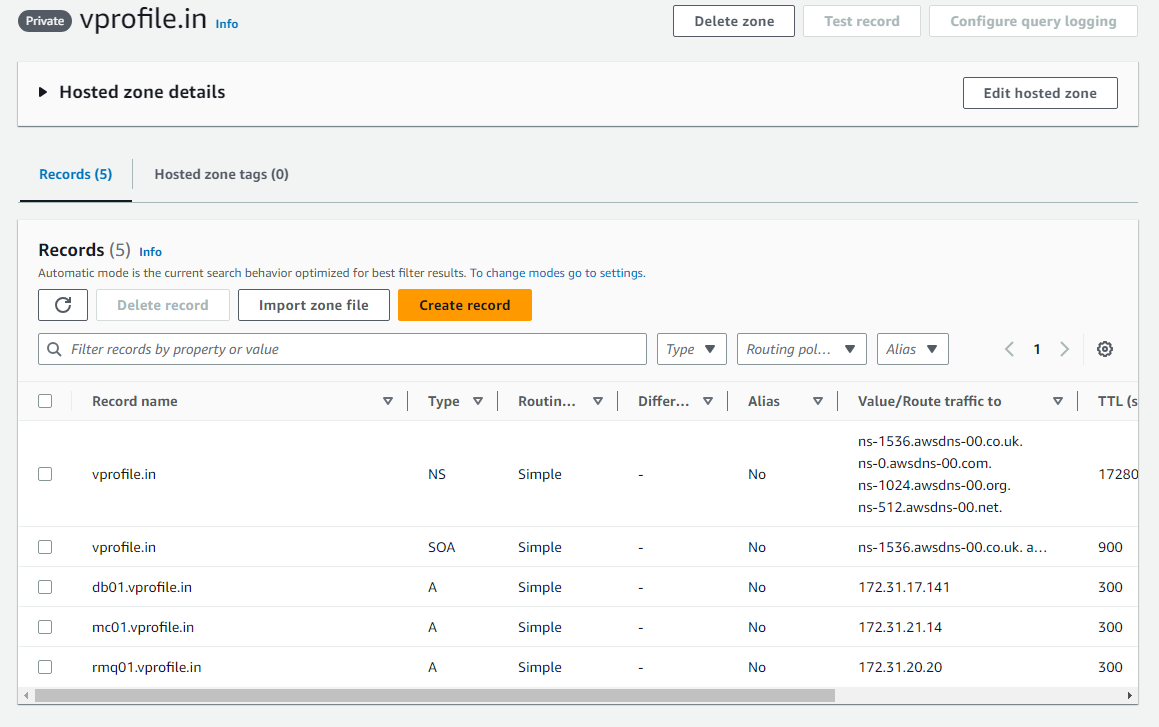 Private vprofile.in Info
Delete zone Test record Configure query logging
Hosted zone details Edit hosted zone
Records (5) Hosted zone tags (0)
Records (5) Info
Automatic mode is the current search behavior optimized for best filter results. To change modes go to settings.
Delete record Import zone file Create record
Filter records by property or value Type Routing pol... Alias 1
Record name Type Routin... Differ... Alias Value/Route traffic to TTL (s
vprofile.in NS Simple - No ns-1536.awsdns-00.co.uk. 17280
ns-0.awsdns-00.com.
ns-1024.awsdns-00.org.
ns-512.awsdns-00.net.
vprofile.in SOA Simple - No ns-1536.awsdns-00.co.uk. a... 900
db01.vprofile.in A Simple - No 172.31.17.141 300
mc01.vprofile.in A Simple - No 172.31.21.14 300
rmq01.vprofile.in A Simple - No 172.31.20.20 300